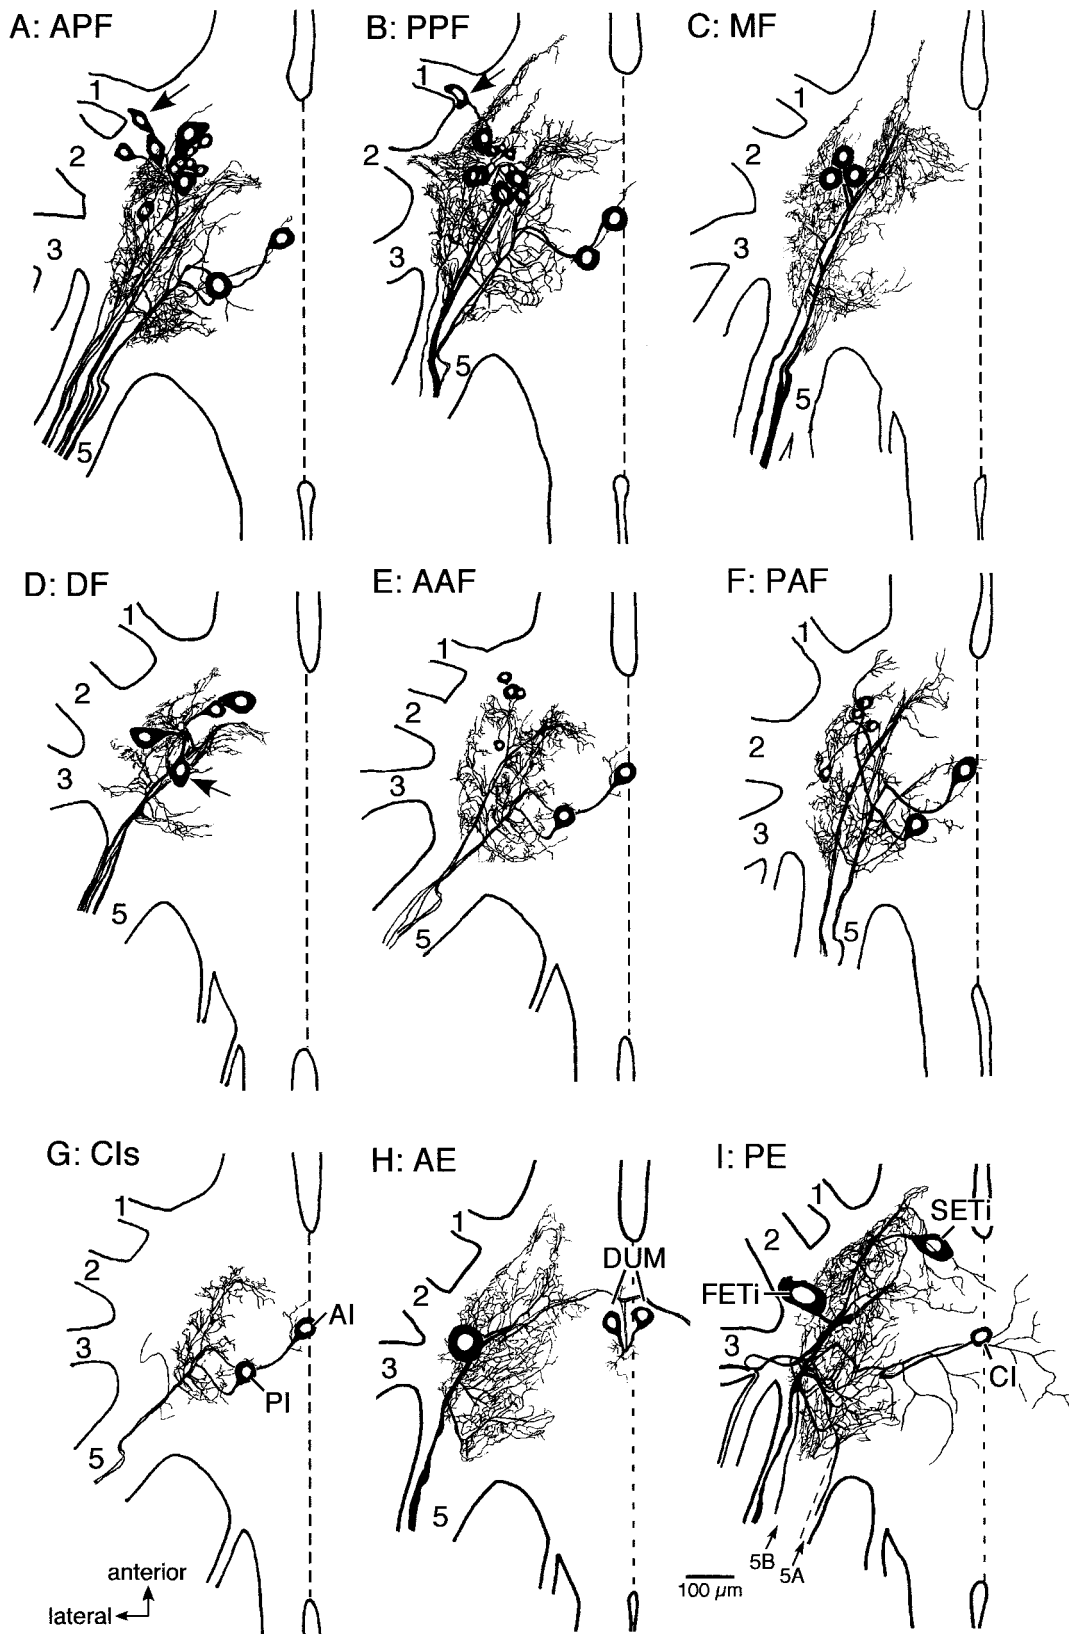 A: APF
1
2
3
5
B: PPF
1
2
3
5
C: MF
1
2
3
5
D: DF
1
2
3
5
E: AAF
1
2
3
5
F: PAF
1
2
3
5
G: CIs
1
2
3
AI
PI
5
anterior
lateral
H: AE
1
DUM
2
3
5
I: PE
1
SETi
2
FETi
3
CI
5B
5A
100 µm